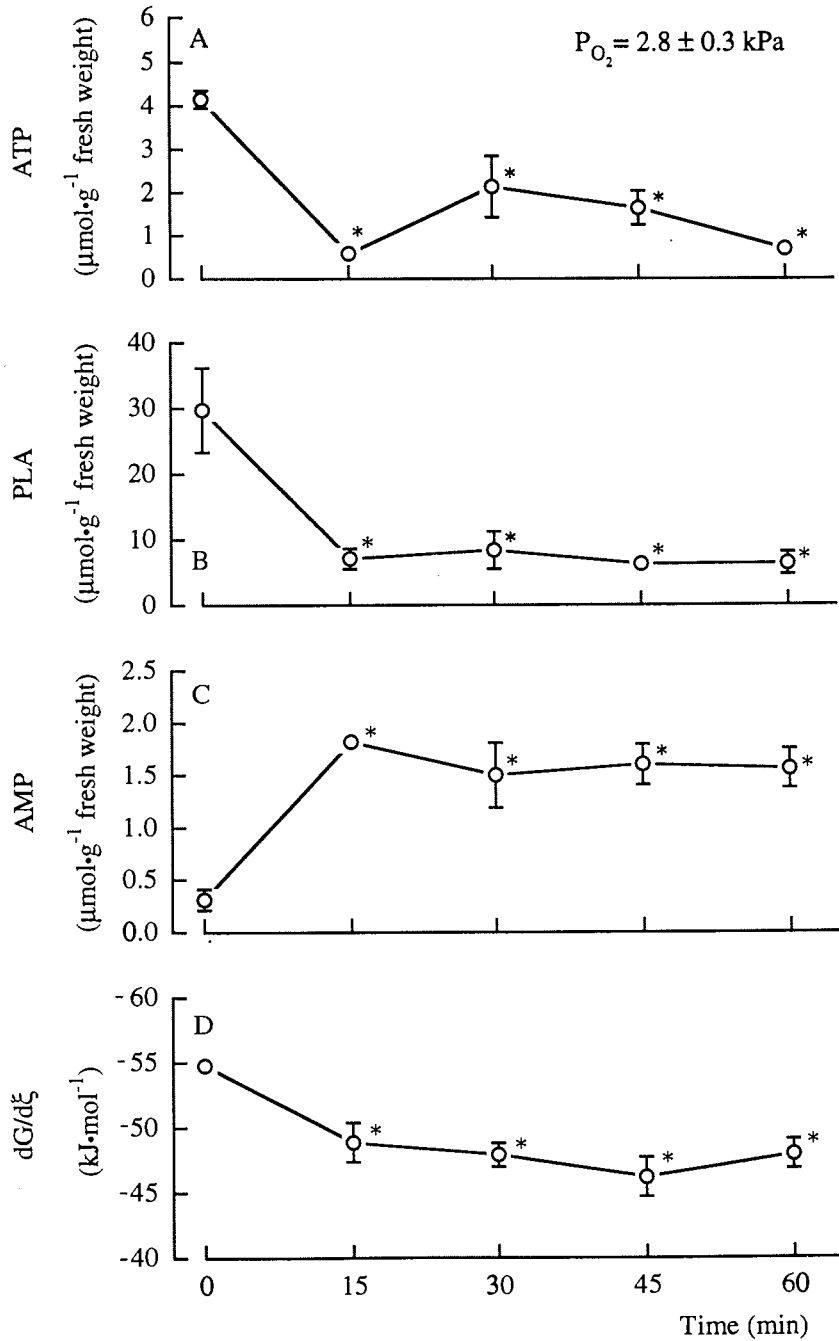 A
P_O₂ = 2.8 ± 0.3 kPa
ATP
(µmol•g⁻¹ fresh weight)
6
5
4
3
2
1
0
*
*
*
*
B
PLA
(µmol•g⁻¹ fresh weight)
40
30
20
10
0
*
*
*
*
C
AMP
(µmol•g⁻¹ fresh weight)
2.5
2.0
1.5
1.0
0.5
0.0
*
*
*
*
D
dG/dξ
(kJ•mol⁻¹)
-60
-55
-50
-45
-40
*
*
*
*
0 15 30 45 60
Time (min)